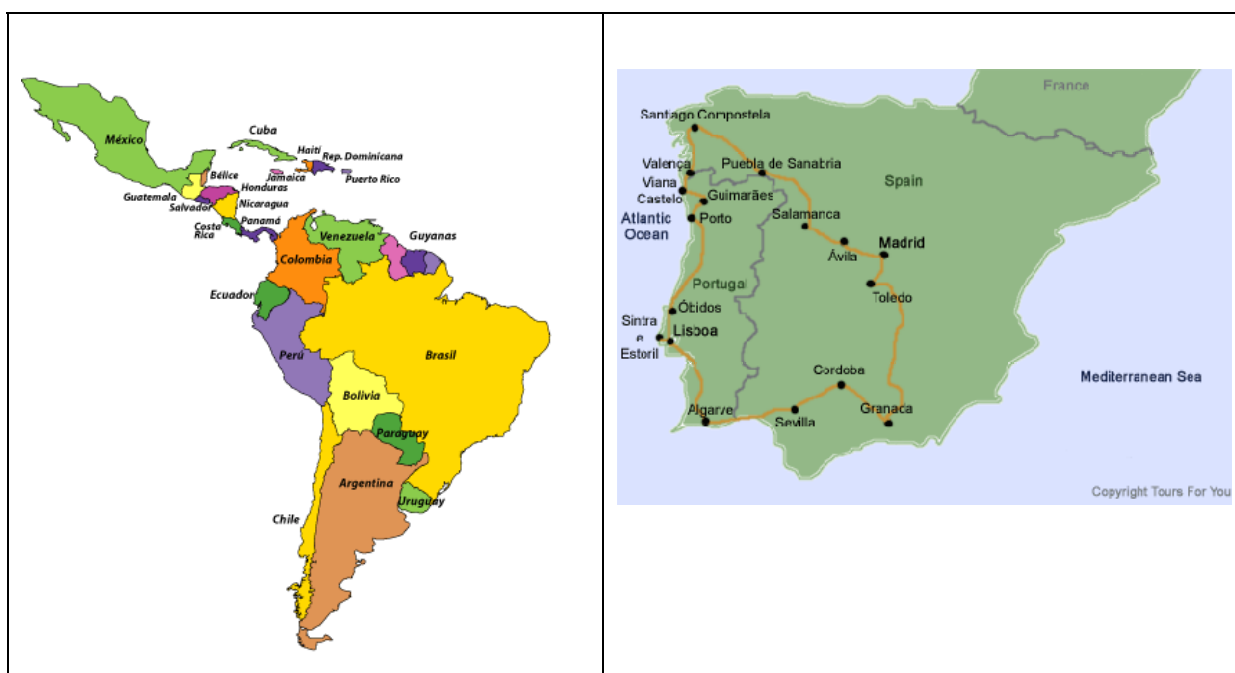 México
Cuba
Haití
Rep. Dominicana
Bélice
Jamaica
Puerto Rico
Guatemala
Honduras
Salvador
Nicaragua
Costa
Rica
Panamá
Venezuela
Guyanas
Colombia
Ecuador
Perú
Brasil
Bolivia
Paraguay
Argentina
Uruguay
Chile
France
Santiago Compostela
Valença
Puebla de Sanabria
Spain
Viana
Castelo
Guimarães
Atlantic
Ocean
Porto
Salamanca
Ávila
Madrid
Portugal
Toledo
Óbidos
Sintra
e
Estoril
Lisboa
Cordoba
Mediterranean Sea
Algarve
Sevilla
Granada
Copyright Tours For You